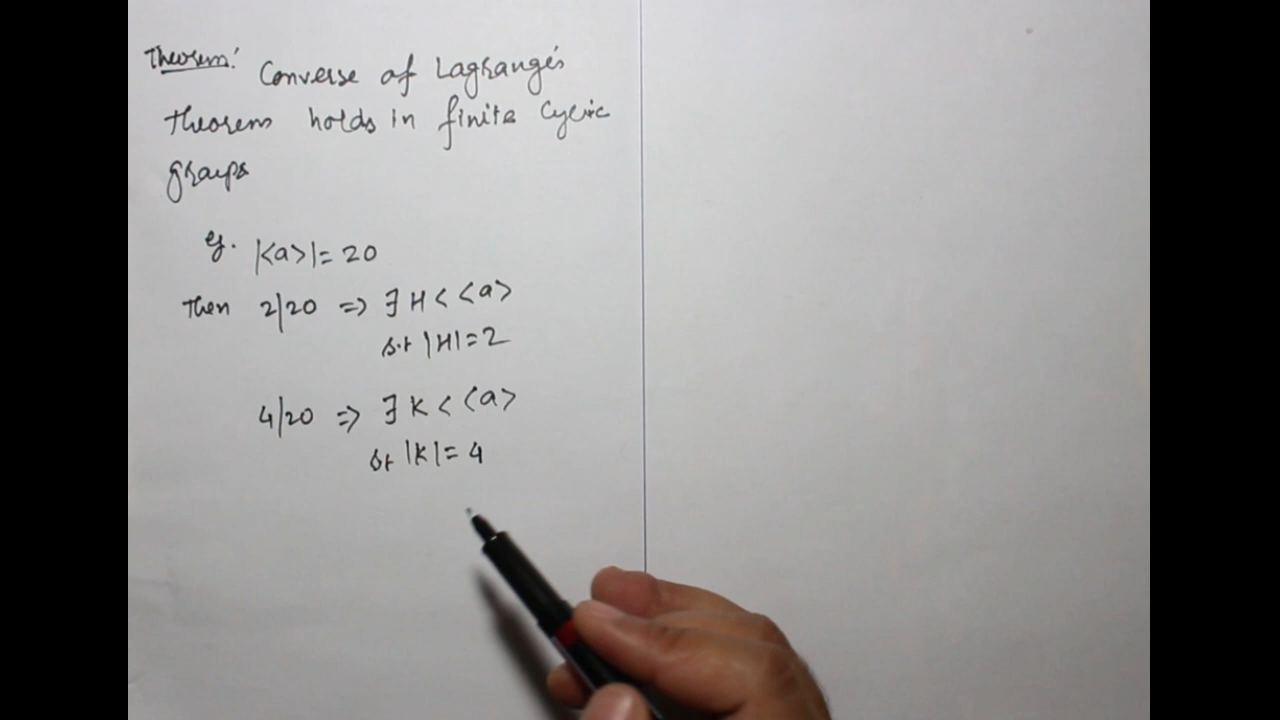 Theorem:
Converse of Lagrange's
theorem holds in finite cyclic
groups
eg. |<a>| = 20
Then 2/20 => ∃ H < <a>
s.t |H| = 2
4/20 => ∃ K < <a>
st |K| = 4